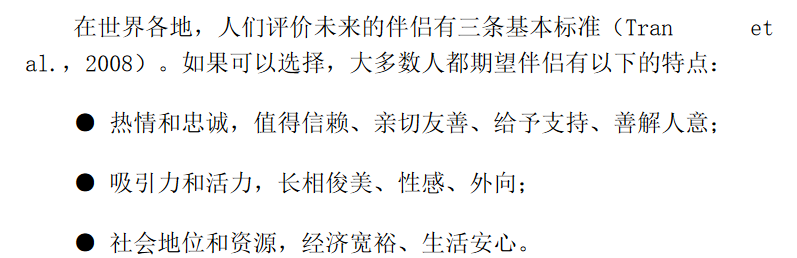 在世界各地，人们评价未来的伴侣有三条基本标准（Tran et
al.，2008）。如果可以选择，大多数人都期望伴侣有以下的特点：
● 热情和忠诚，值得信赖、亲切友善、给予支持、善解人意；
● 吸引力和活力，长相俊美、性感、外向；
● 社会地位和资源，经济宽裕、生活安心。